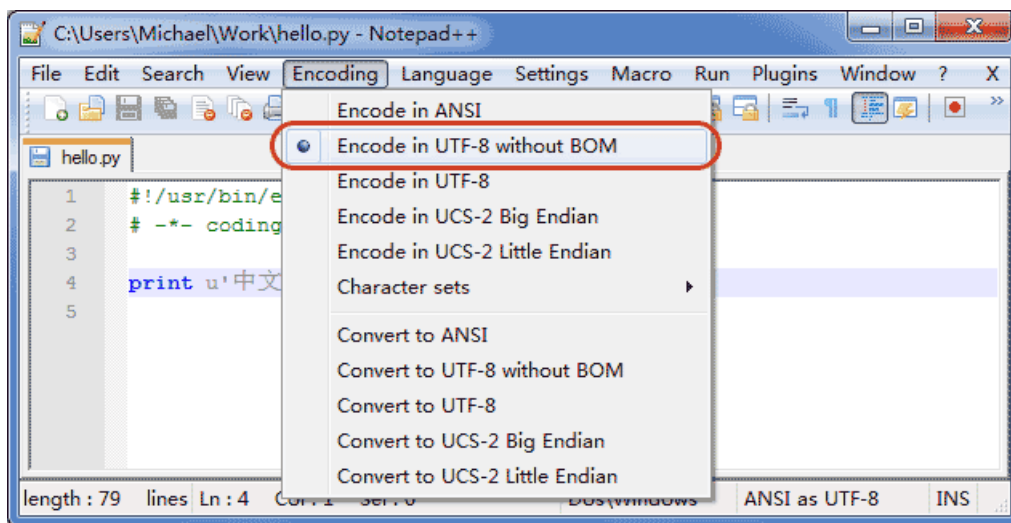 C:\Users\Michael\Work\hello.py - Notepad++
File Edit Search View Encoding Language Settings Macro Run Plugins Window ? X
hello.py
Encode in ANSI
Encode in UTF-8 without BOM
Encode in UTF-8
Encode in UCS-2 Big Endian
Encode in UCS-2 Little Endian
Character sets
Convert to ANSI
Convert to UTF-8 without BOM
Convert to UTF-8
Convert to UCS-2 Big Endian
Convert to UCS-2 Little Endian
1 #!/usr/bin/e
2 # -*- coding
3
4 print u'中文
5
length : 79 lines Ln : 4 ANSI as UTF-8 INS